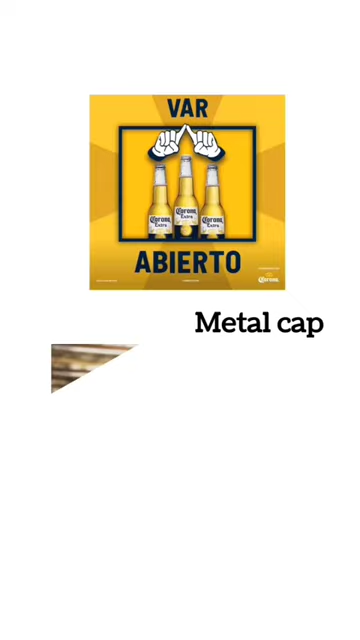 VAR
Corona
Extra
Corona
Extra
Corona
Extra
ABIERTO
Corona
Metal cap